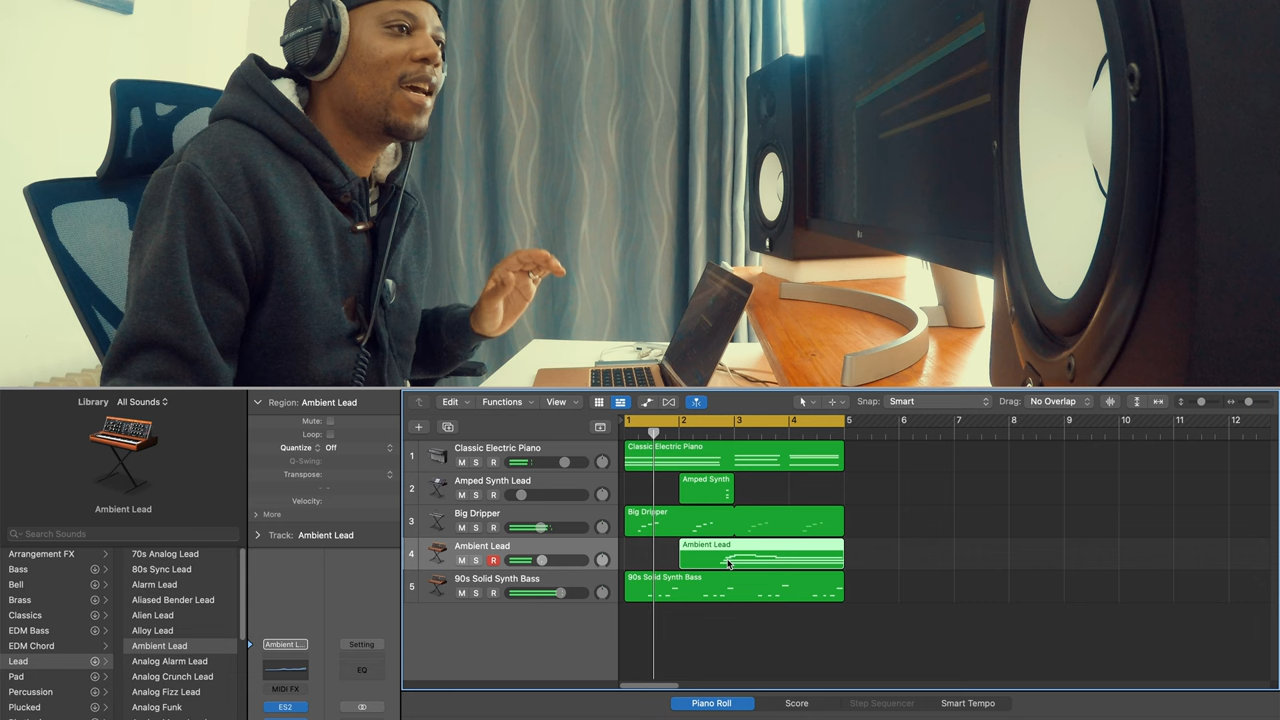 Library All Sounds
Ambient Lead
Search Sounds
Arrangement FX
Bass
Bell
Brass
Classics
EDM Bass
EDM Chord
Lead
Pad
Percussion
Plucked
70s Analog Lead
80s Sync Lead
Alarm Lead
Aliased Bender Lead
Alien Lead
Alloy Lead
Ambient Lead
Analog Alarm Lead
Analog Crunch Lead
Analog Fizz Lead
Analog Funk
Region: Ambient Lead
Mute:
Loop:
Quantize Off
Q-Swing:
Transpose:
Velocity:
More
Track: Ambient Lead
Ambient L... Setting
EQ
MIDI FX
ES2
Edit Functions View Snap: Smart Drag: No Overlap
1 2 3 4 5 6 7 8 9 10 11 12
1 Classic Electric Piano
M S R
2 Amped Synth Lead
M S R
3 Big Dripper
M S R
4 Ambient Lead
M S R
5 90s Solid Synth Bass
M S R
Classic Electric Piano
Amped Synth
Big Dripper
Ambient Lead
90s Solid Synth Bass
Piano Roll Score Step Sequencer Smart Tempo